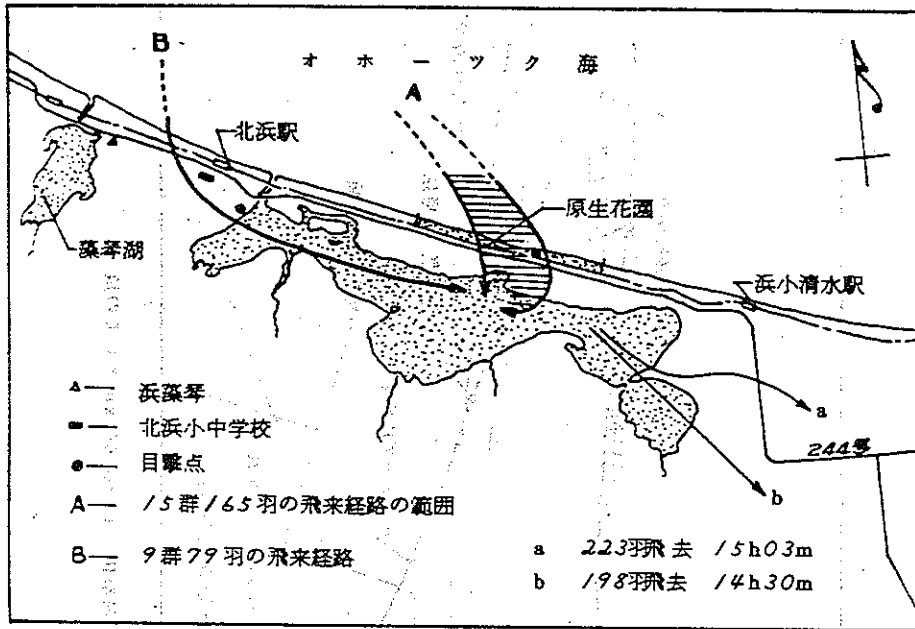 B
オホーツク海
A
北浜駅
原生花園
藻琴湖
浜小清水駅
a
244号
b
浜藻琴
北浜小中学校
目撃点
A— 15群165羽の飛来経路の範囲
B— 9群79羽の飛来経路
a 223羽飛去 15h03m
b 198羽飛去 14h30m